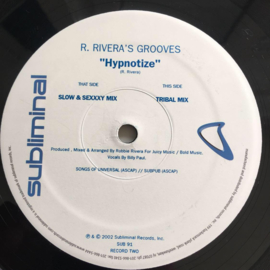 R. RIVERA'S GROOVES
"Hypnotize"
(R. Rivera)
THAT SIDE
SLOW & SEXXXY MIX
THIS SIDE
TRIBAL MIX
subliminal
Produced, Mixed & Arranged By Robbie Rivera For Juicy Music / Bold Music.
Vocals By Billy Paul.
SONGS OF UNIVERSAL (ASCAP) // SUBPUB (ASCAP)
℗ & © 2002 Subliminal Records, Inc.
SUB 91
RECORD TWO